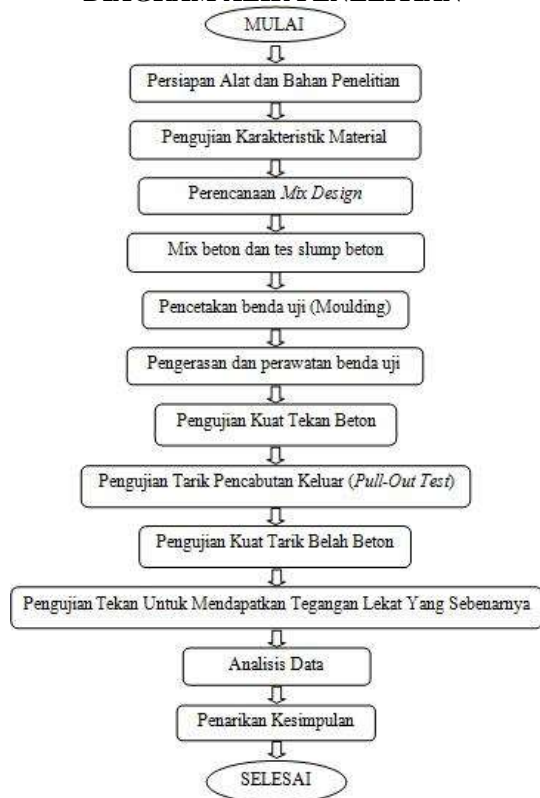 MULAI
Persiapan Alat dan Bahan Penelitian
Pengujian Karakteristik Material
Perencanaan Mix Design
Mix beton dan tes slump beton
Pencetakan benda uji (Moulding)
Pengerasan dan perawatan benda uji
Pengujian Kuat Tekan Beton
Pengujian Tarik Pencabutan Keluar (Pull-Out Test)
Pengujian Kuat Tarik Belah Beton
Pengujian Tekan Untuk Mendapatkan Tegangan Lekat Yang Sebenarnya
Analisis Data
Penarikan Kesimpulan
SELESAI